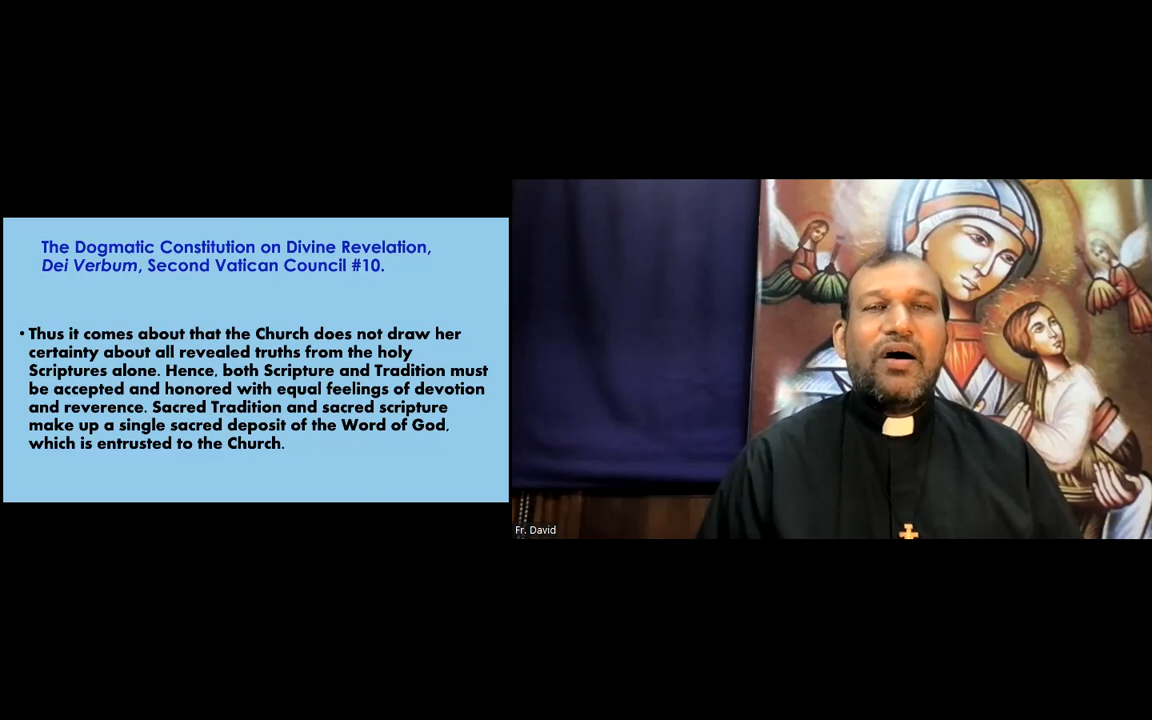 The Dogmatic Constitution on Divine Revelation,
Dei Verbum, Second Vatican Council #10.
• Thus it comes about that the Church does not draw her
certainty about all revealed truths from the holy
Scriptures alone. Hence, both Scripture and Tradition must
be accepted and honored with equal feelings of devotion
and reverence. Sacred Tradition and sacred scripture
make up a single sacred deposit of the Word of God,
which is entrusted to the Church.
Fr. David